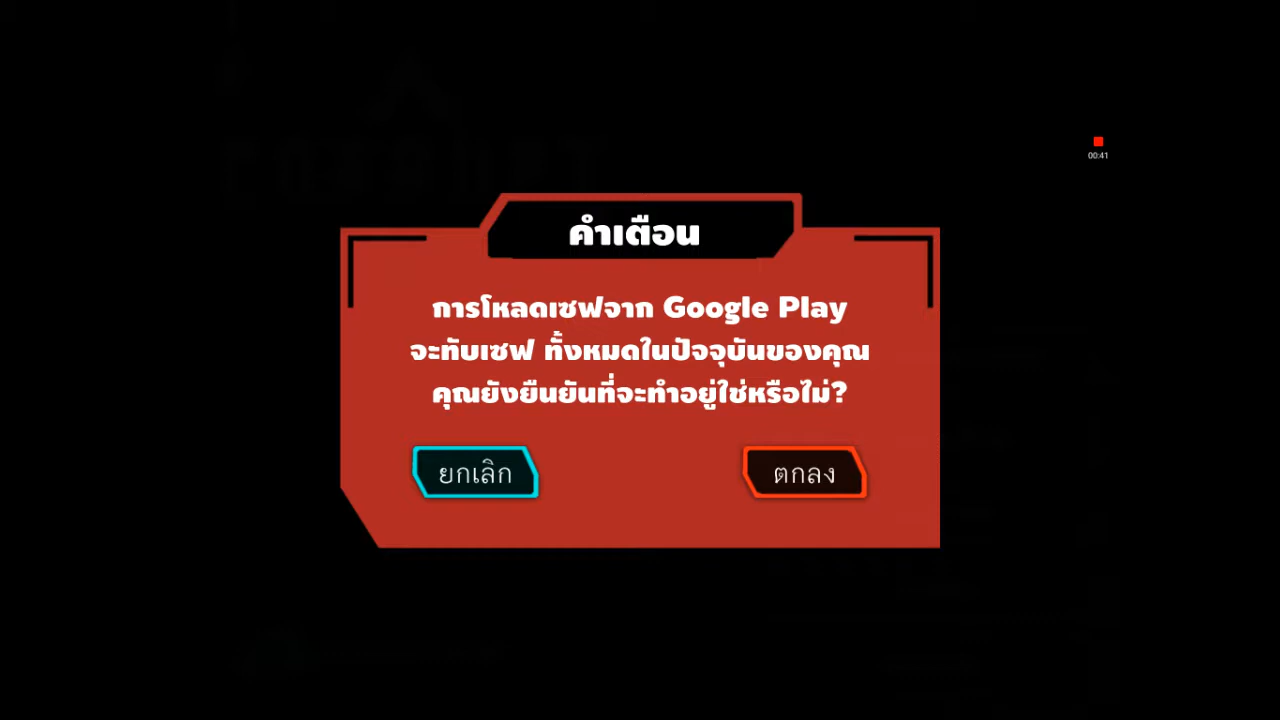 00:41
คำเตือน
การโหลดเซฟจาก Google Play
จะทับเซฟ ทั้งหมดในปัจจุบันของคุณ
คุณยังยืนยันที่จะทำอยู่ใช่หรือไม่?
ยกเลิก
ตกลง